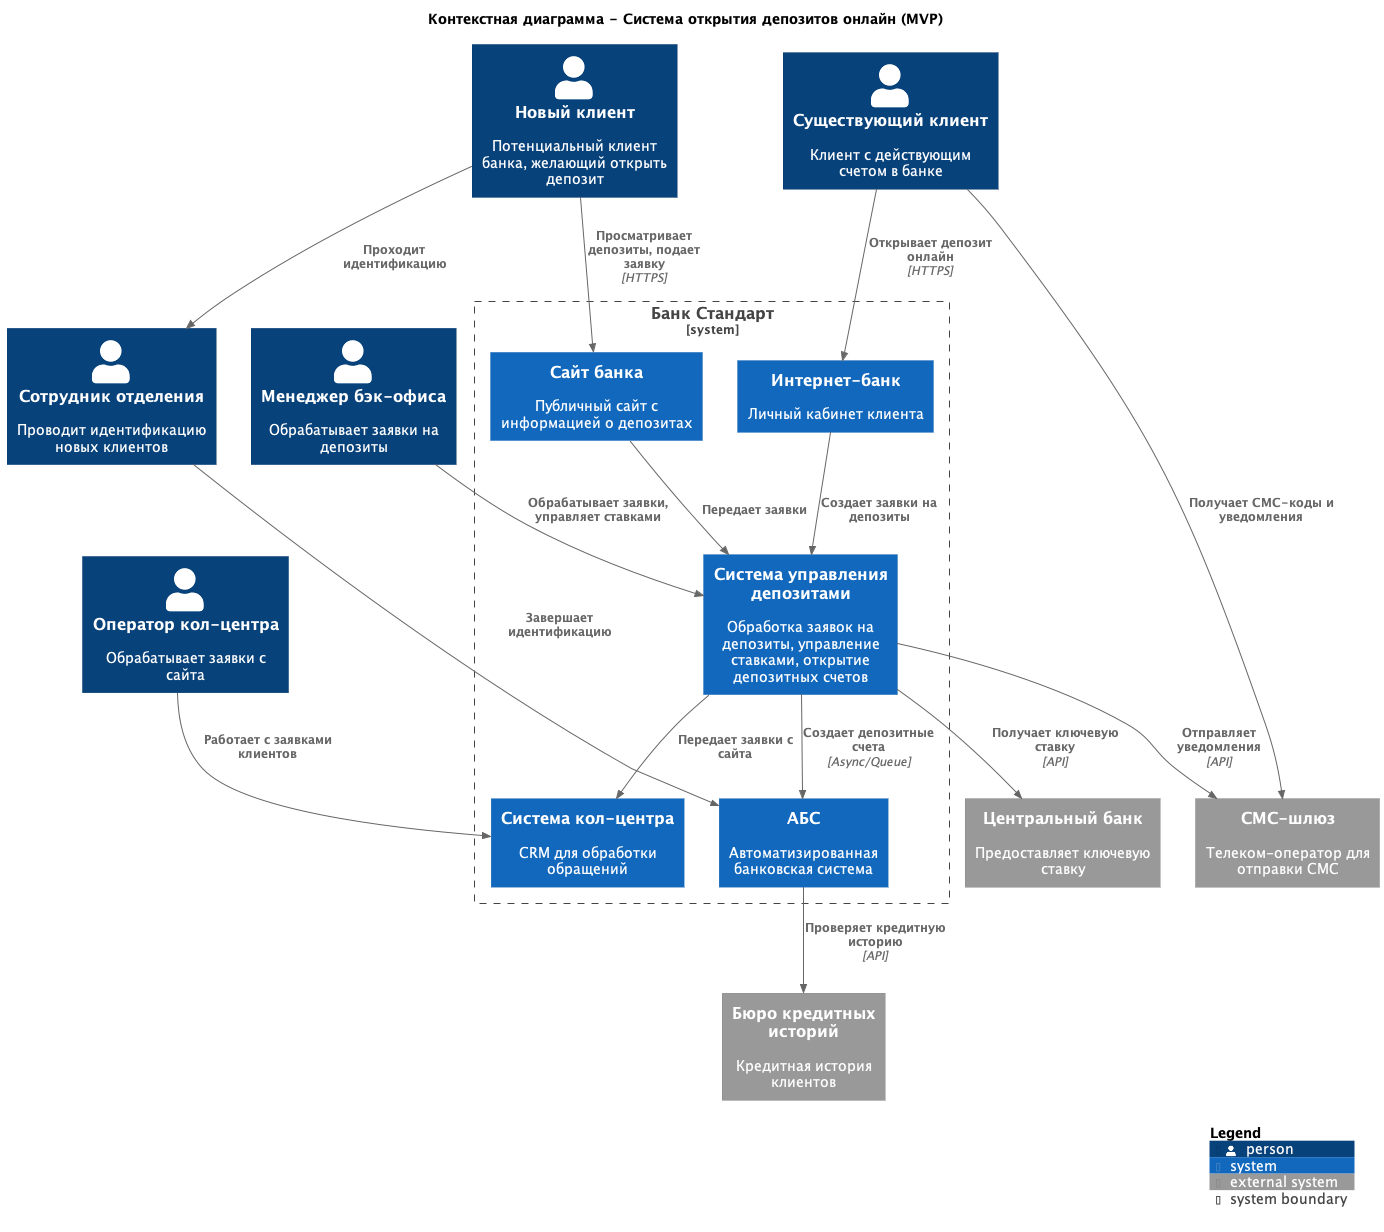 Контекстная диаграмма – Система открытия депозитов онлайн (MVP)
Новый клиент
Потенциальный клиент
банка, желающий открыть
депозит
Существующий клиент
Клиент с действующим
счетом в банке
Проходит
идентификацию
Просматривает
депозиты, подает
заявку
[HTTPS]
Открывает депозит
онлайн
[HTTPS]
Банк Стандарт
[system]
Сотрудник отделения
Проводит идентификацию
новых клиентов
Менеджер бэк-офиса
Обрабатывает заявки на
депозиты
Сайт банка
Публичный сайт с
информацией о депозитах
Интернет-банк
Личный кабинет клиента
Обрабатывает заявки,
управляет ставками
Передает заявки
Создает заявки на
депозиты
Получает СМС-коды и
уведомления
Оператор кол-центра
Обрабатывает заявки с
сайта
Завершает
идентификацию
Система управления
депозитами
Обработка заявок на
депозиты, управление
ставками, открытие
депозитных счетов
Работает с заявками
клиентов
Передает заявки с
сайта
Создает депозитные
счета
[Async/Queue]
Получает ключевую
ставку
[API]
Отправляет
уведомления
[API]
Система кол-центра
CRM для обработки
обращений
АБС
Автоматизированная
банковская система
Центральный банк
Предоставляет ключевую
ставку
СМС-шлюз
Телеком-оператор для
отправки СМС
Проверяет кредитную
историю
[API]
Бюро кредитных
историй
Кредитная история
клиентов
Legend
person
system
external system
system boundary